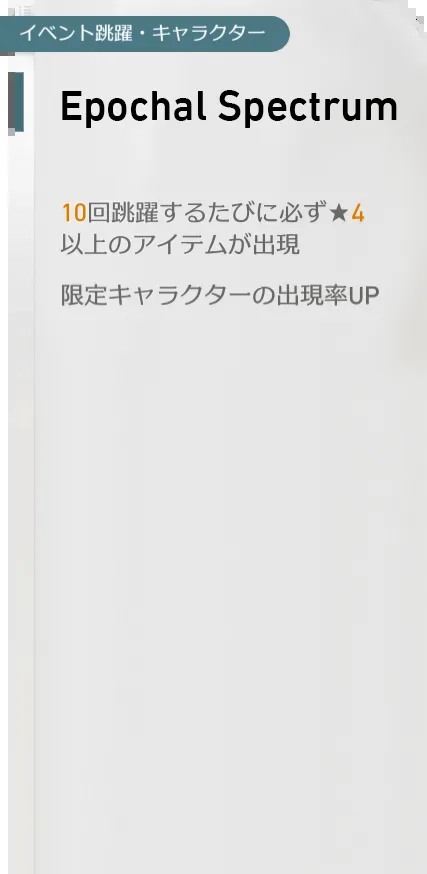 イベント跳躍・キャラクター
Epochal Spectrum
10回跳躍するたびに必ず★4
以上のアイテムが出現
限定キャラクターの出現率UP